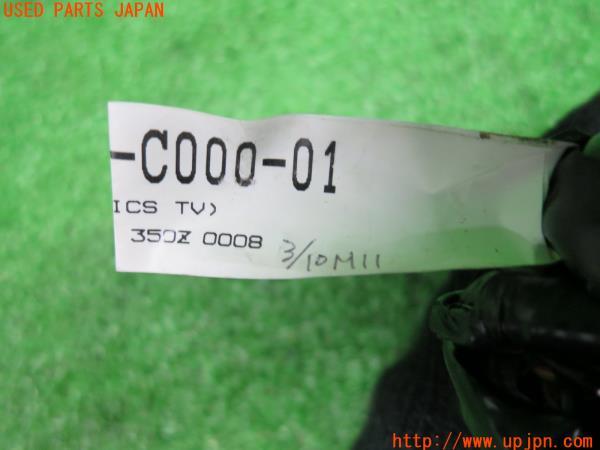 USED PARTS JAPAN
-C000-01
ICS TV)
350Z 0008 3/10M11
http://www.upjpn.com/